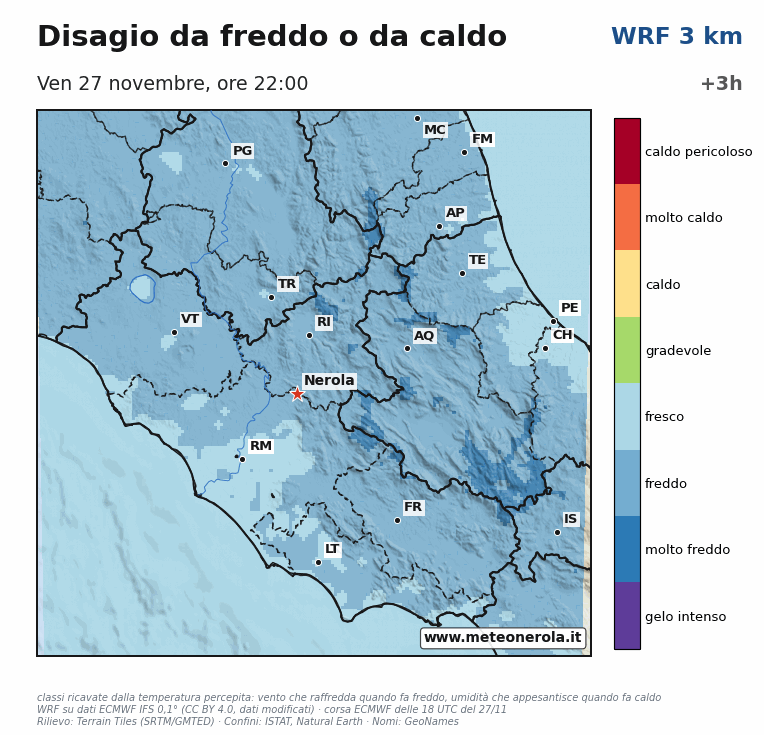 Disagio da freddo o da caldo
WRF 3 km
Ven 27 novembre, ore 22:00
+3h
MC
FM
PG
AP
TE
TR
PE
VT
RI
AQ
CH
Nerola
RM
FR
IS
LT
www.meteonerola.it
caldo pericoloso
molto caldo
caldo
gradevole
fresco
freddo
molto freddo
gelo intenso
classi ricavate dalla temperatura percepita: vento che raffredda quando fa freddo, umidità che appesantisce quando fa caldo
WRF su dati ECMWF IFS 0,1° (CC BY 4.0, dati modificati) · corsa ECMWF delle 18 UTC del 27/11
Rilievo: Terrain Tiles (SRTM/GMTED) · Confini: ISTAT, Natural Earth · Nomi: GeoNames